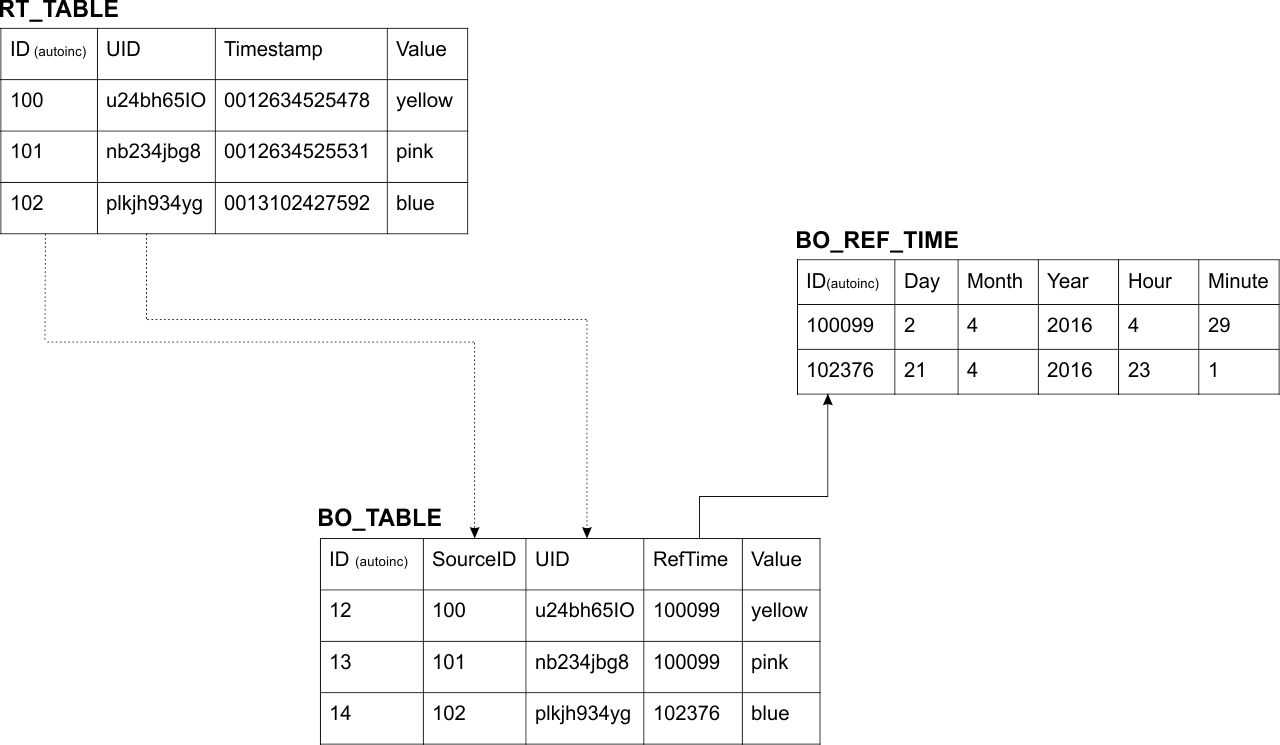 RT_TABLE
ID (autoinc) UID Timestamp Value
100 u24bh65IO 0012634525478 yellow
101 nb234jbg8 0012634525531 pink
102 plkjh934yg 0013102427592 blue
BO_REF_TIME
ID(autoinc) Day Month Year Hour Minute
100099 2 4 2016 4 29
102376 21 4 2016 23 1
BO_TABLE
ID (autoinc) SourceID UID RefTime Value
12 100 u24bh65IO 100099 yellow
13 101 nb234jbg8 100099 pink
14 102 plkjh934yg 102376 blue